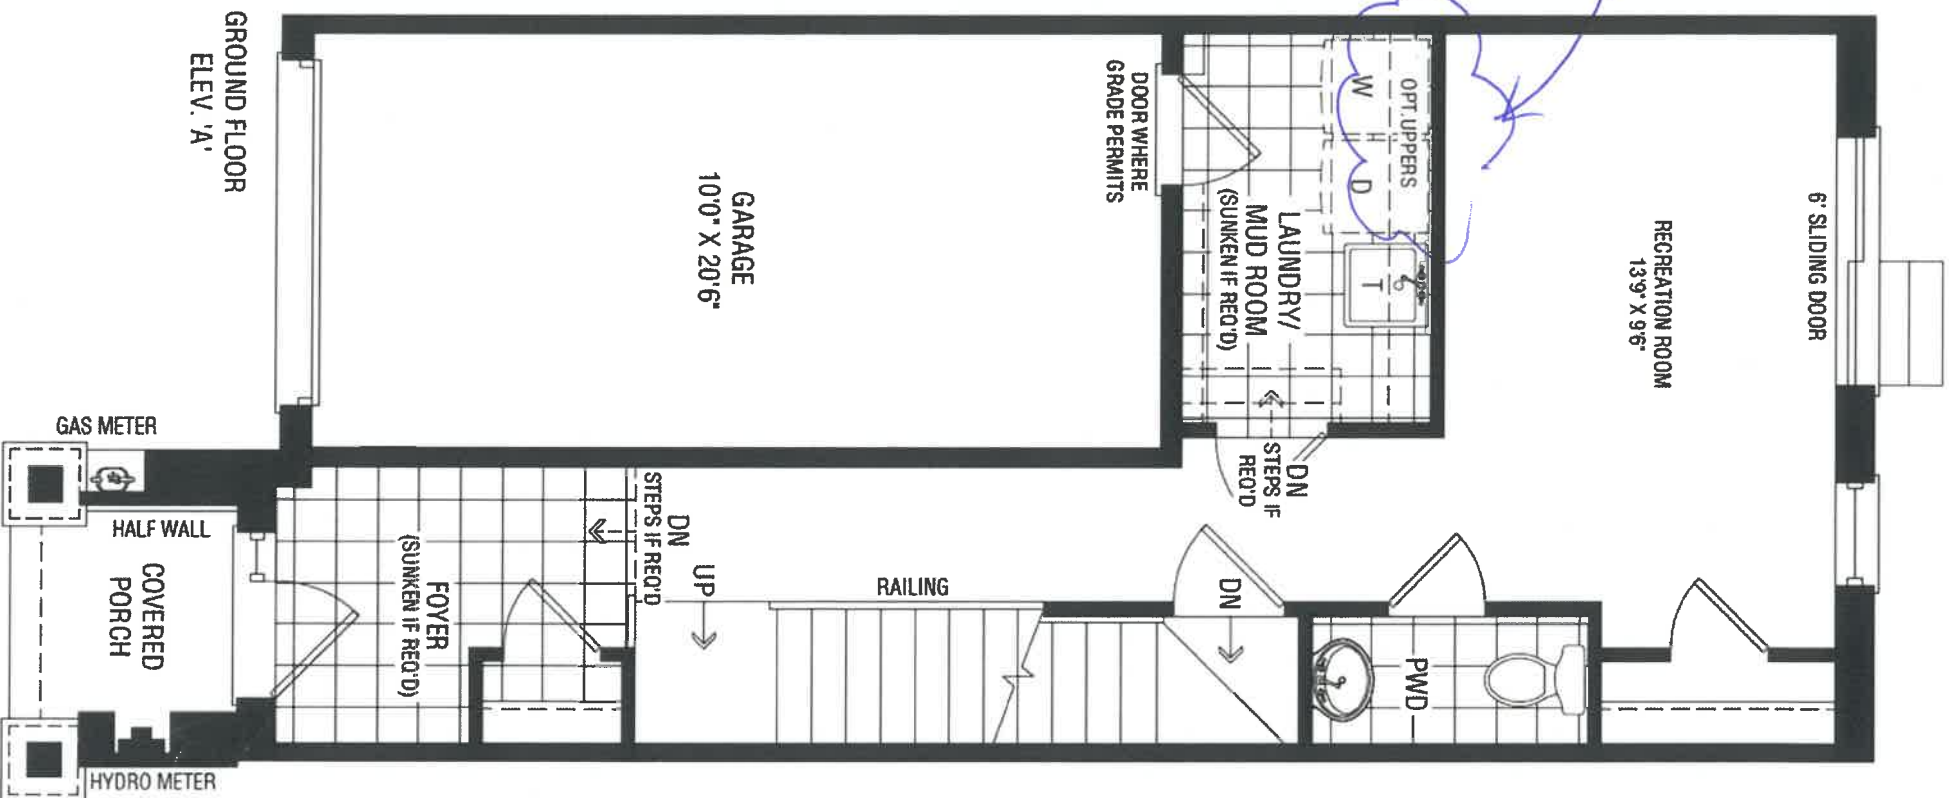 GROUND FLOOR
ELEV. 'A'
GARAGE
10'0" X 20'6"
DOOR WHERE
GRADE PERMITS
OPT.UPPERS
W
D
T
LAUNDRY/
MUD ROOM
(SUNKEN IF REQ'D)
DN
STEPS IF
REQ'D
6' SLIDING DOOR
RECREATION ROOM
13'9" X 9'6"
GAS METER
HALF WALL
COVERED
PORCH
HYDRO METER
FOYER
(SUNKEN IF REQ'D)
DN
STEPS IF REQ'D
UP
RAILING
DN
PWD